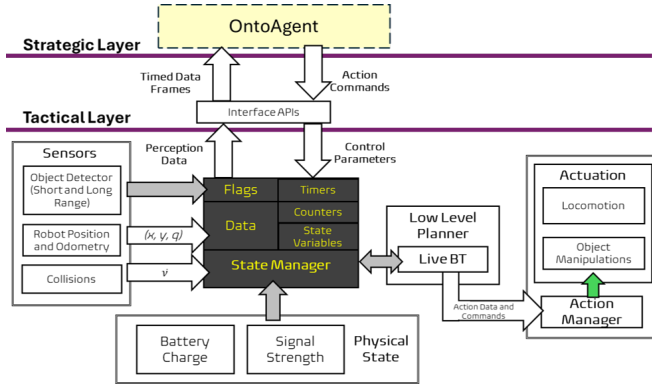 OntoAgent
Strategic Layer
Timed Data
Frames
Action
Commands
Interface APIs
Tactical Layer
Perception
Data
Control
Parameters
Sensors
Object Detector
(Short and Long
Range)
Robot Position
and Odometry
Collisions
(x, y, q)
v̇
Flags
Timers
Data
Counters
State
Variables
State Manager
Low Level
Planner
Live BT
Actuation
Locomotion
Object
Manipulations
Action Data and
Commands
Action
Manager
Battery
Charge
Signal
Strength
Physical
State